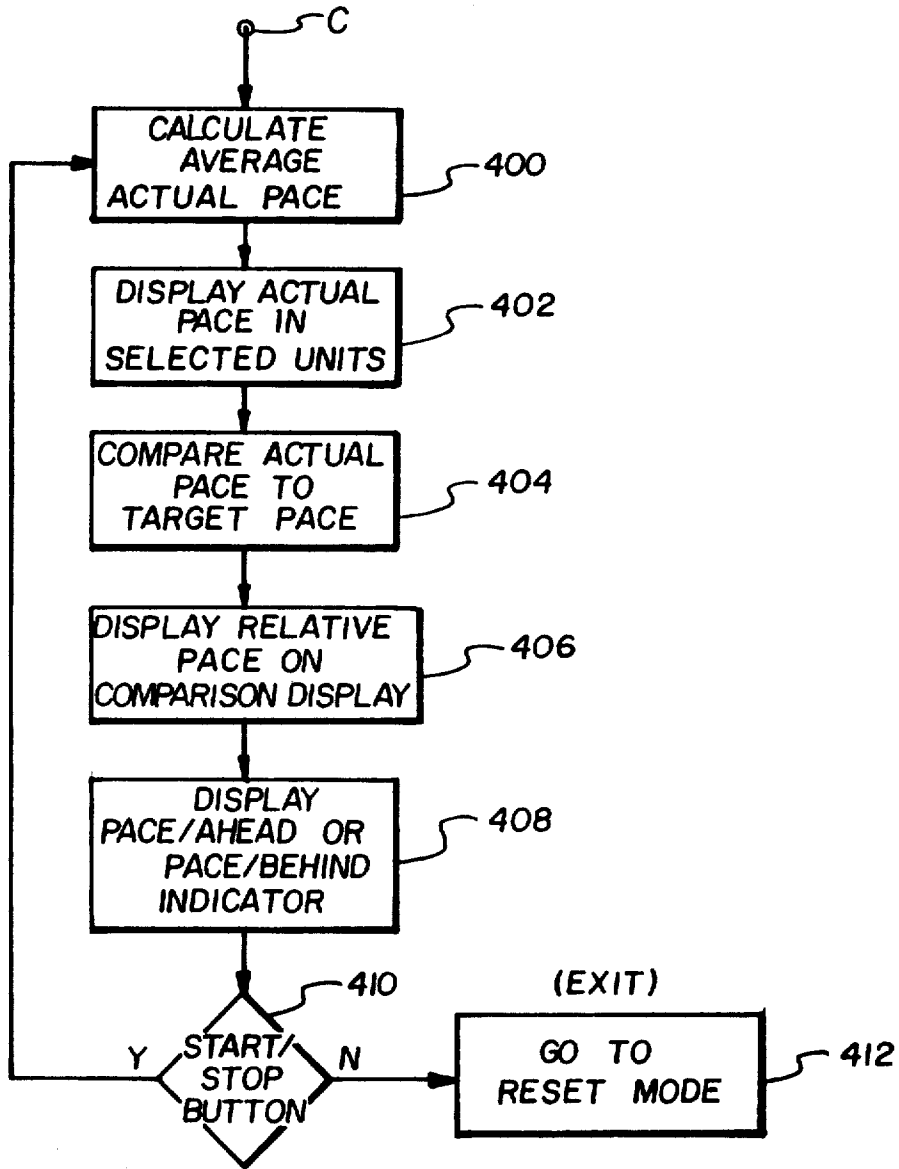 C
CALCULATE
AVERAGE
ACTUAL PACE
400
DISPLAY ACTUAL
PACE IN
SELECTED UNITS
402
COMPARE ACTUAL
PACE TO
TARGET PACE
404
DISPLAY RELATIVE
PACE ON
COMPARISON DISPLAY
406
DISPLAY
PACE/AHEAD OR
PACE/BEHIND
INDICATOR
408
410
Y
START/
STOP
BUTTON
N
(EXIT)
GO TO
RESET MODE
412